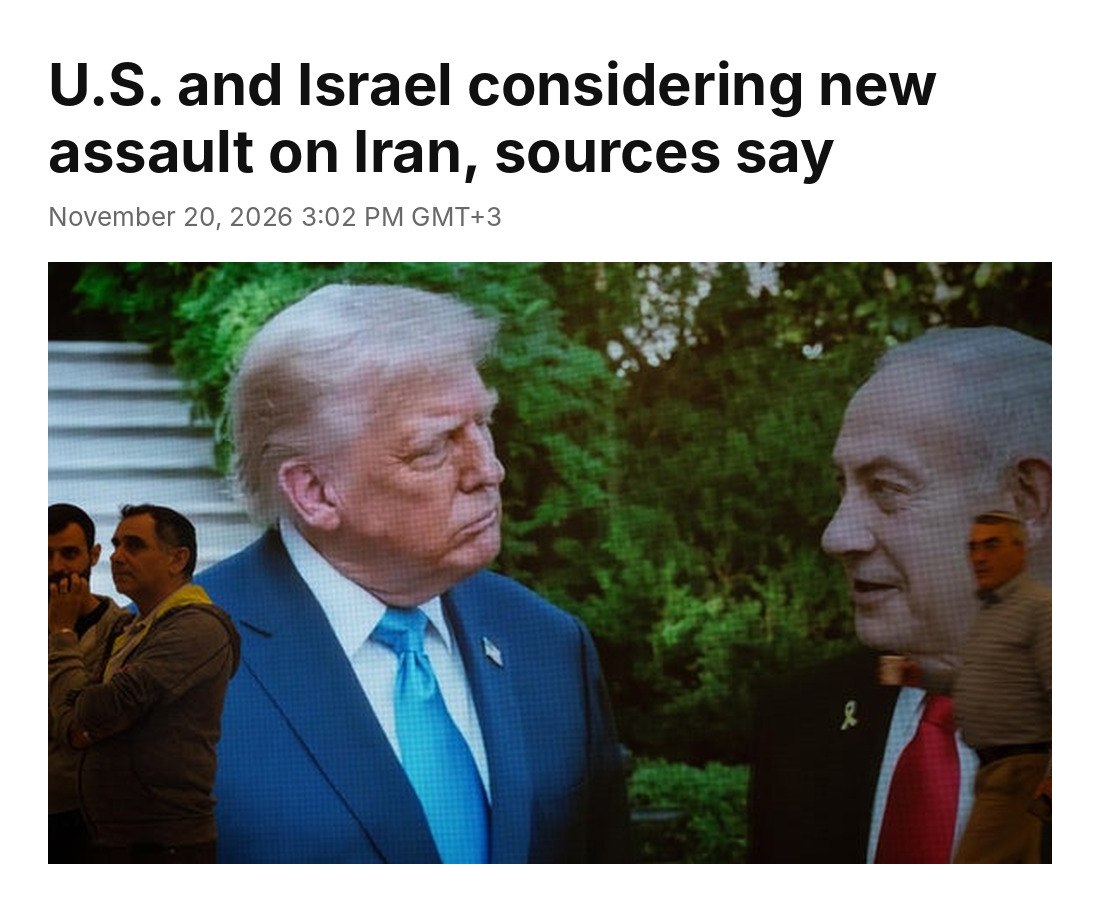 U.S. and Israel considering new
assault on Iran, sources say
November 20, 2026 3:02 PM GMT+3